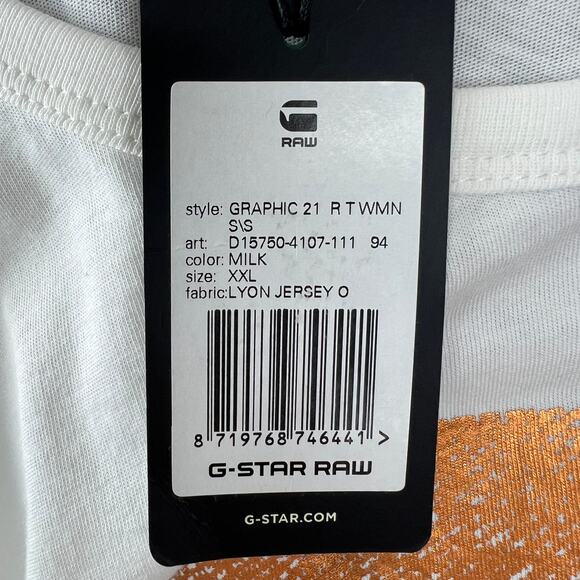 RAW
style: GRAPHIC 21 R T WMN
S\S
art: D15750-4107-111 94
color: MILK
size: XXL
fabric: LYON JERSEY O
8 719768 746441 >
G-STAR RAW
G-STAR.COM